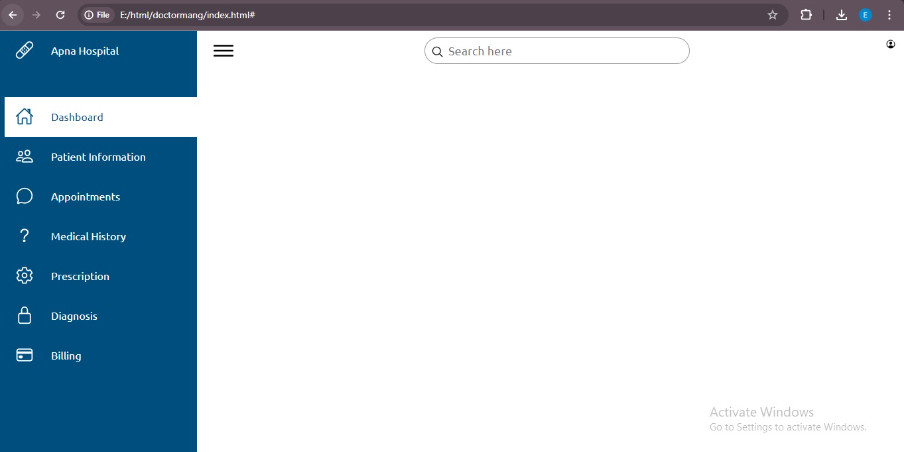 File E:/html/doctormang/index.html#
E
Apna Hospital
Search here
Dashboard
Patient Information
Appointments
Medical History
?
Prescription
Diagnosis
Billing
Activate Windows
Go to Settings to activate Windows.